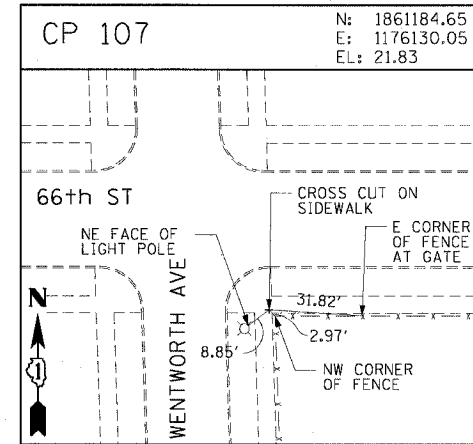 CP 107
N: 1861184.65
E: 1176130.05
EL: 21.83
66th ST
CROSS CUT ON
SIDEWALK
NE FACE OF
LIGHT POLE
E CORNER
OF FENCE
AT GATE
N
31.82'
2.97'
8.85'
NW CORNER
OF FENCE
WENTWORTH AVE